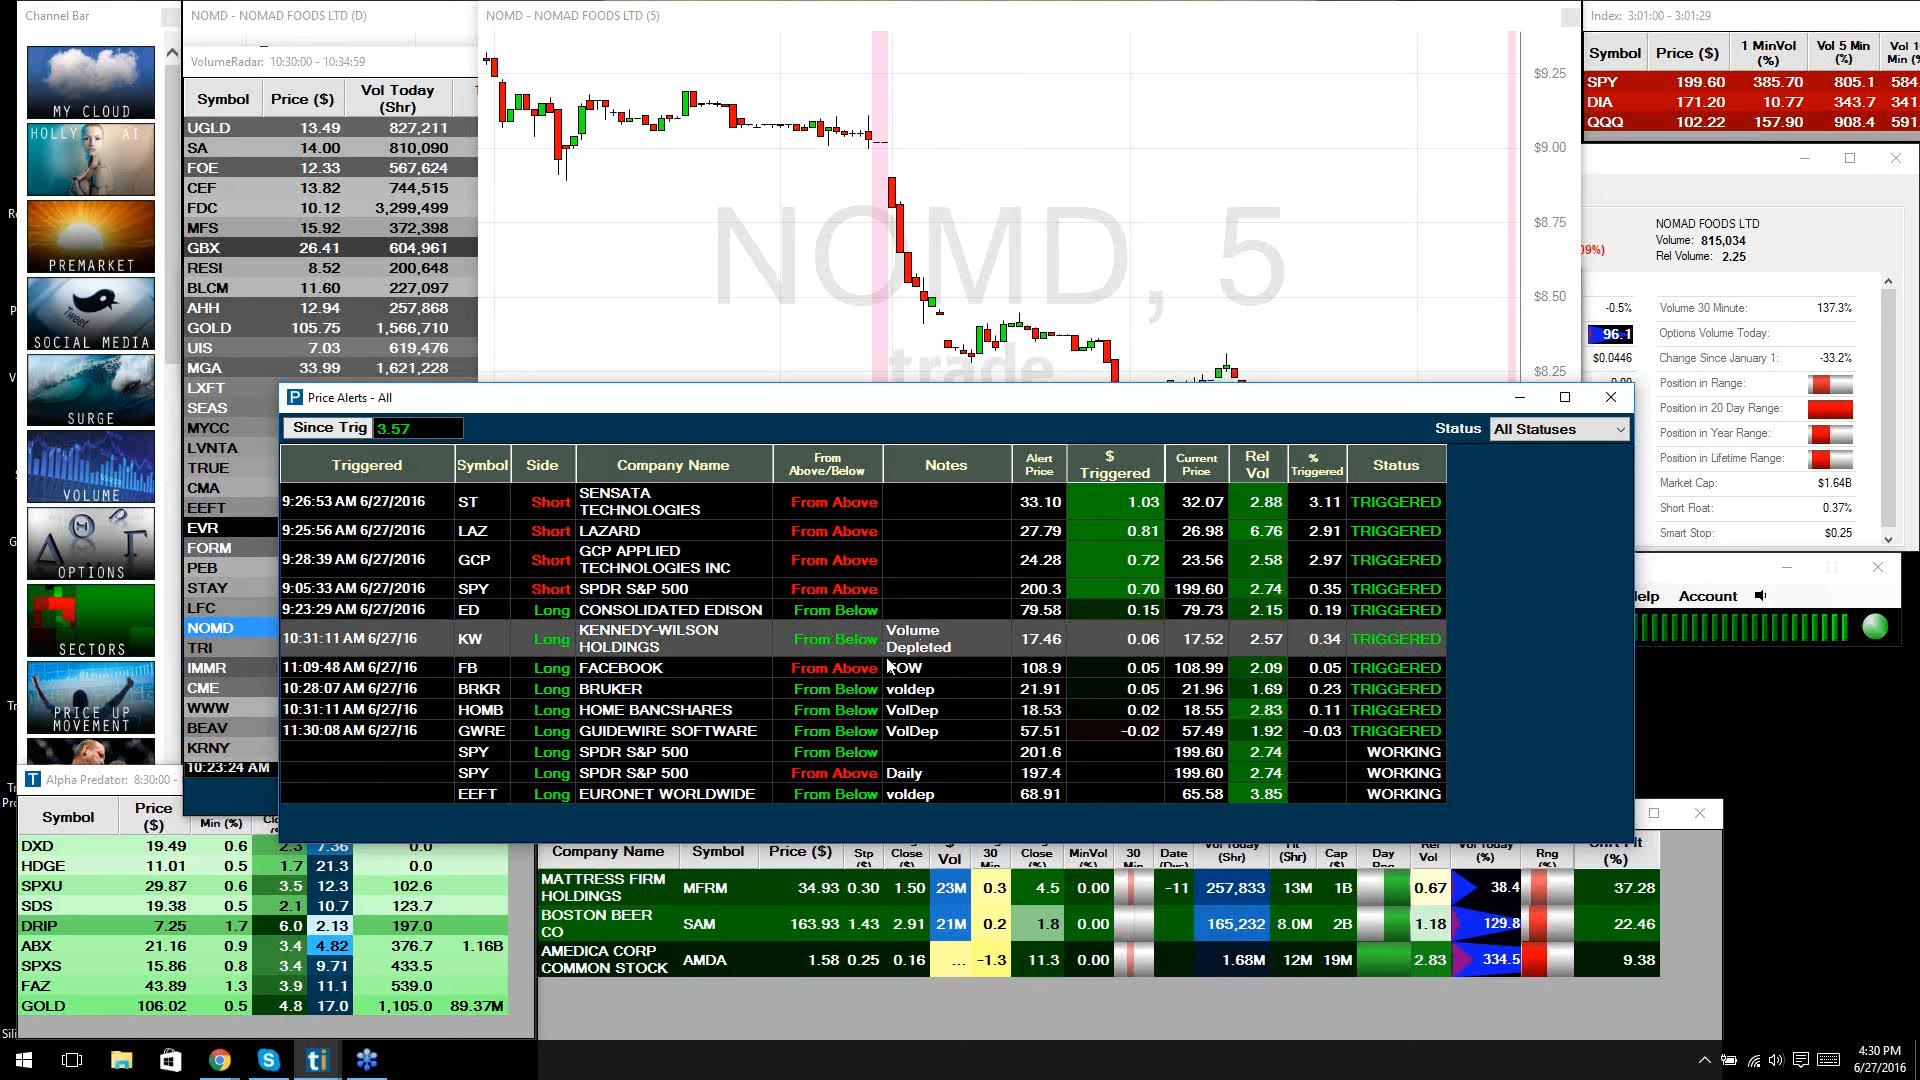 Channel Bar
MY CLOUD
HOLLY AI
PREMARKET
Tweet
SOCIAL MEDIA
SURGE
VOLUME
OPTIONS
SECTORS
PRICE UP
MOVEMENT
NOMD - NOMAD FOODS LTD (D)
VolumeRadar: 10:30:00 - 10:34:59
Symbol Price ($) Vol Today (Shr)
UGLD 13.49 827,211
SA 14.00 810,090
FOE 12.33 567,624
CEF 13.82 744,515
FDC 10.12 3,299,499
MFS 15.92 372,398
GBX 26.41 604,961
RESI 8.52 200,648
BLCM 11.60 227,097
AHH 12.94 257,868
GOLD 105.75 1,566,710
UIS 7.03 619,476
MGA 33.99 1,621,228
LXFT
SEAS
MYCC
LVNTA
TRUE
CMA
EEFT
EVR
FORM
PEB
STAY
LFC
NOMD
TRI
IMMR
CME
WWW
BEAV
KRNY
10:23:24 AM
NOMD - NOMAD FOODS LTD (5)
NOMD, 5
trade
$9.25
$9.00
$8.75
$8.50
$8.25
Index: 3:01:00 - 3:01:29
Symbol Price ($) 1 MinVol (%) Vol 5 Min (%) Vol 1
SPY 199.60 385.70 805.1 584
DIA 171.20 10.77 343.7 341
QQQ 102.22 157.90 908.4 591
NOMAD FOODS LTD
Volume: 815,034
Rel Volume: 2.25
09%)
-0.5% Volume 30 Minute: 137.3%
96.1 Options Volume Today:
$0.0446 Change Since January 1: -33.2%
Position in Range:
Position in 20 Day Range:
Position in Year Range:
Position in Lifetime Range:
Market Cap: $1.64B
Short Float: 0.37%
Smart Stop: $0.25
elp Account
Price Alerts - All
Since Trig 3.57 Status All Statuses
Triggered Symbol Side Company Name From Above/Below Notes Alert Price $ Triggered Current Price Rel Vol % Triggered Status
9:26:53 AM 6/27/2016 ST Short SENSATA TECHNOLOGIES From Above 33.10 1.03 32.07 2.88 3.11 TRIGGERED
9:25:56 AM 6/27/2016 LAZ Short LAZARD From Above 27.79 0.81 26.98 6.76 2.91 TRIGGERED
9:28:39 AM 6/27/2016 GCP Short GCP APPLIED TECHNOLOGIES INC From Above 24.28 0.72 23.56 2.58 2.97 TRIGGERED
9:05:33 AM 6/27/2016 SPY Short SPDR S&P 500 From Above 200.3 0.70 199.60 2.74 0.35 TRIGGERED
9:23:29 AM 6/27/2016 ED Long CONSOLIDATED EDISON From Below 79.58 0.15 79.73 2.15 0.19 TRIGGERED
10:31:11 AM 6/27/16 KW Long KENNEDY-WILSON HOLDINGS From Below Volume Depleted 17.46 0.06 17.52 2.57 0.34 TRIGGERED
11:09:48 AM 6/27/16 FB Long FACEBOOK From Above OW 108.9 0.05 108.99 2.09 0.05 TRIGGERED
10:28:07 AM 6/27/16 BRKR Long BRUKER From Below voldep 21.91 0.05 21.96 1.69 0.23 TRIGGERED
10:31:11 AM 6/27/16 HOMB Long HOME BANCSHARES From Below VolDep 18.53 0.02 18.55 2.83 0.11 TRIGGERED
11:30:08 AM 6/27/16 GWRE Long GUIDEWIRE SOFTWARE From Below VolDep 57.51 -0.02 57.49 1.92 -0.03 TRIGGERED
SPY Long SPDR S&P 500 From Below 201.6 199.60 2.74 WORKING
SPY Long SPDR S&P 500 From Above Daily 197.4 199.60 2.74 WORKING
EEFT Long EURONET WORLDWIDE From Below voldep 68.91 65.58 3.85 WORKING
Alpha Predator: 8:30:00 -
Symbol Price ($) Min (%)
DXD 19.49 0.6 2.3 7.36 0.0
HDGE 11.01 0.5 1.7 21.3 0.0
SPXU 29.87 0.6 3.5 12.3 102.6
SDS 19.38 0.5 2.1 10.7 123.7
DRIP 7.25 1.7 6.0 2.13 197.0
ABX 21.16 0.9 3.4 4.82 376.7 1.16B
SPXS 15.86 0.8 3.4 9.71 433.5
FAZ 43.89 1.3 3.9 11.1 539.0
GOLD 106.02 0.5 4.8 17.0 1,105.0 89.37M
Company Name Symbol Price ($) Stp Close Vol 30 Close MinVol 30 Date (Shr) (Shr) Cap Day Vol (%) Rng (%)
MATTRESS FIRM HOLDINGS MFRM 34.93 0.30 1.50 23M 0.3 4.5 0.00 -11 257,833 13M 1B 0.67 38.4 37.28
BOSTON BEER CO SAM 163.93 1.43 2.91 21M 0.2 1.8 0.00 165,232 8.0M 2B 1.18 129.8 22.46
AMEDICA CORP COMMON STOCK AMDA 1.58 0.25 0.16 ... -1.3 11.3 0.00 1.68M 12M 19M 2.83 334.5 9.38
4:30 PM
6/27/2016